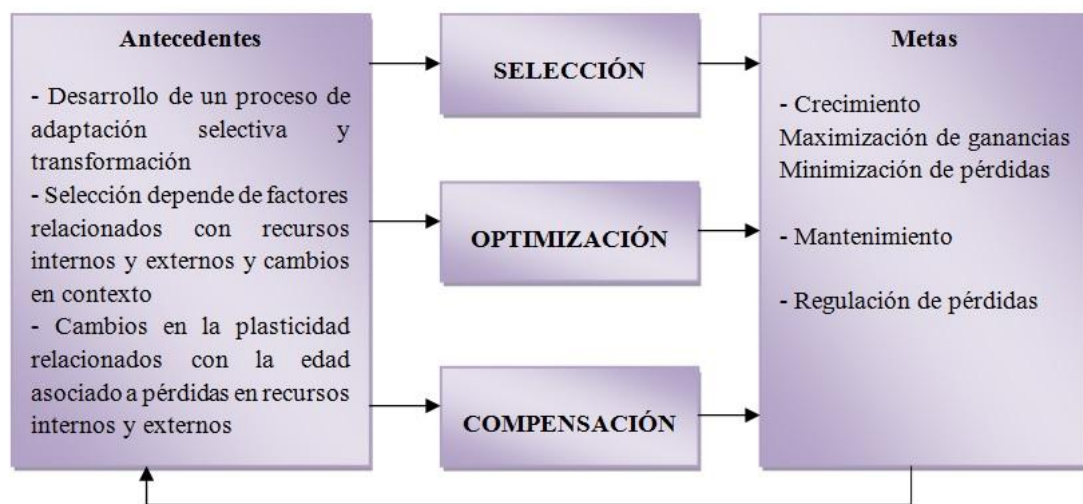 Antecedentes
- Desarrollo de un proceso de
adaptación selectiva y
transformación
- Selección depende de factores
relacionados con recursos
internos y externos y cambios
en contexto
- Cambios en la plasticidad
relacionados con la edad
asociado a pérdidas en recursos
internos y externos
SELECCIÓN
OPTIMIZACIÓN
COMPENSACIÓN
Metas
- Crecimiento
Maximización de ganancias
Minimización de pérdidas
- Mantenimiento
- Regulación de pérdidas